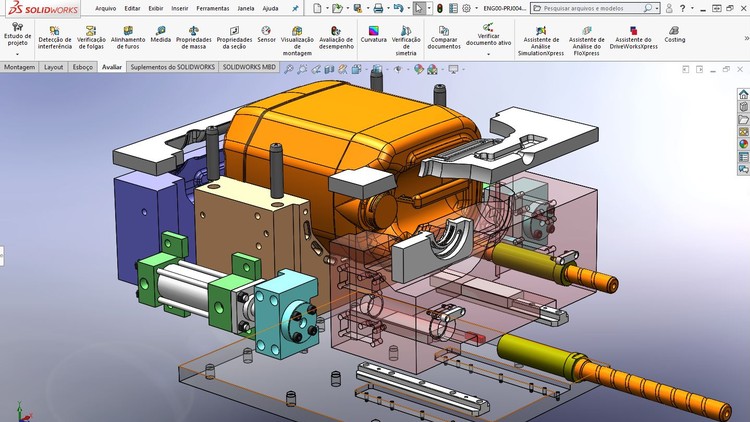 SOLIDWORKS
Arquivo Editar Exibir Inserir Ferramentas Janela Ajuda
ENG00-PRJ004...
Pesquisar arquivos e modelos
Estudo de projeto
Detecção de interferência
Verificação de folgas
Alinhamento de furos
Medida
Propriedades de massa
Propriedades da seção
Sensor
Visualização de montagem
Avaliação de desempenho
Curvatura
Verificação de simetria
Comparar documentos
Verificar documento ativo
Assistente de Análise SimulationXpress
Assistente de Análise do FloXpress
Assistente do DriveWorksXpress
Costing
Montagem Layout Esboço Avaliar Suplementos do SOLIDWORKS SOLIDWORKS MBD